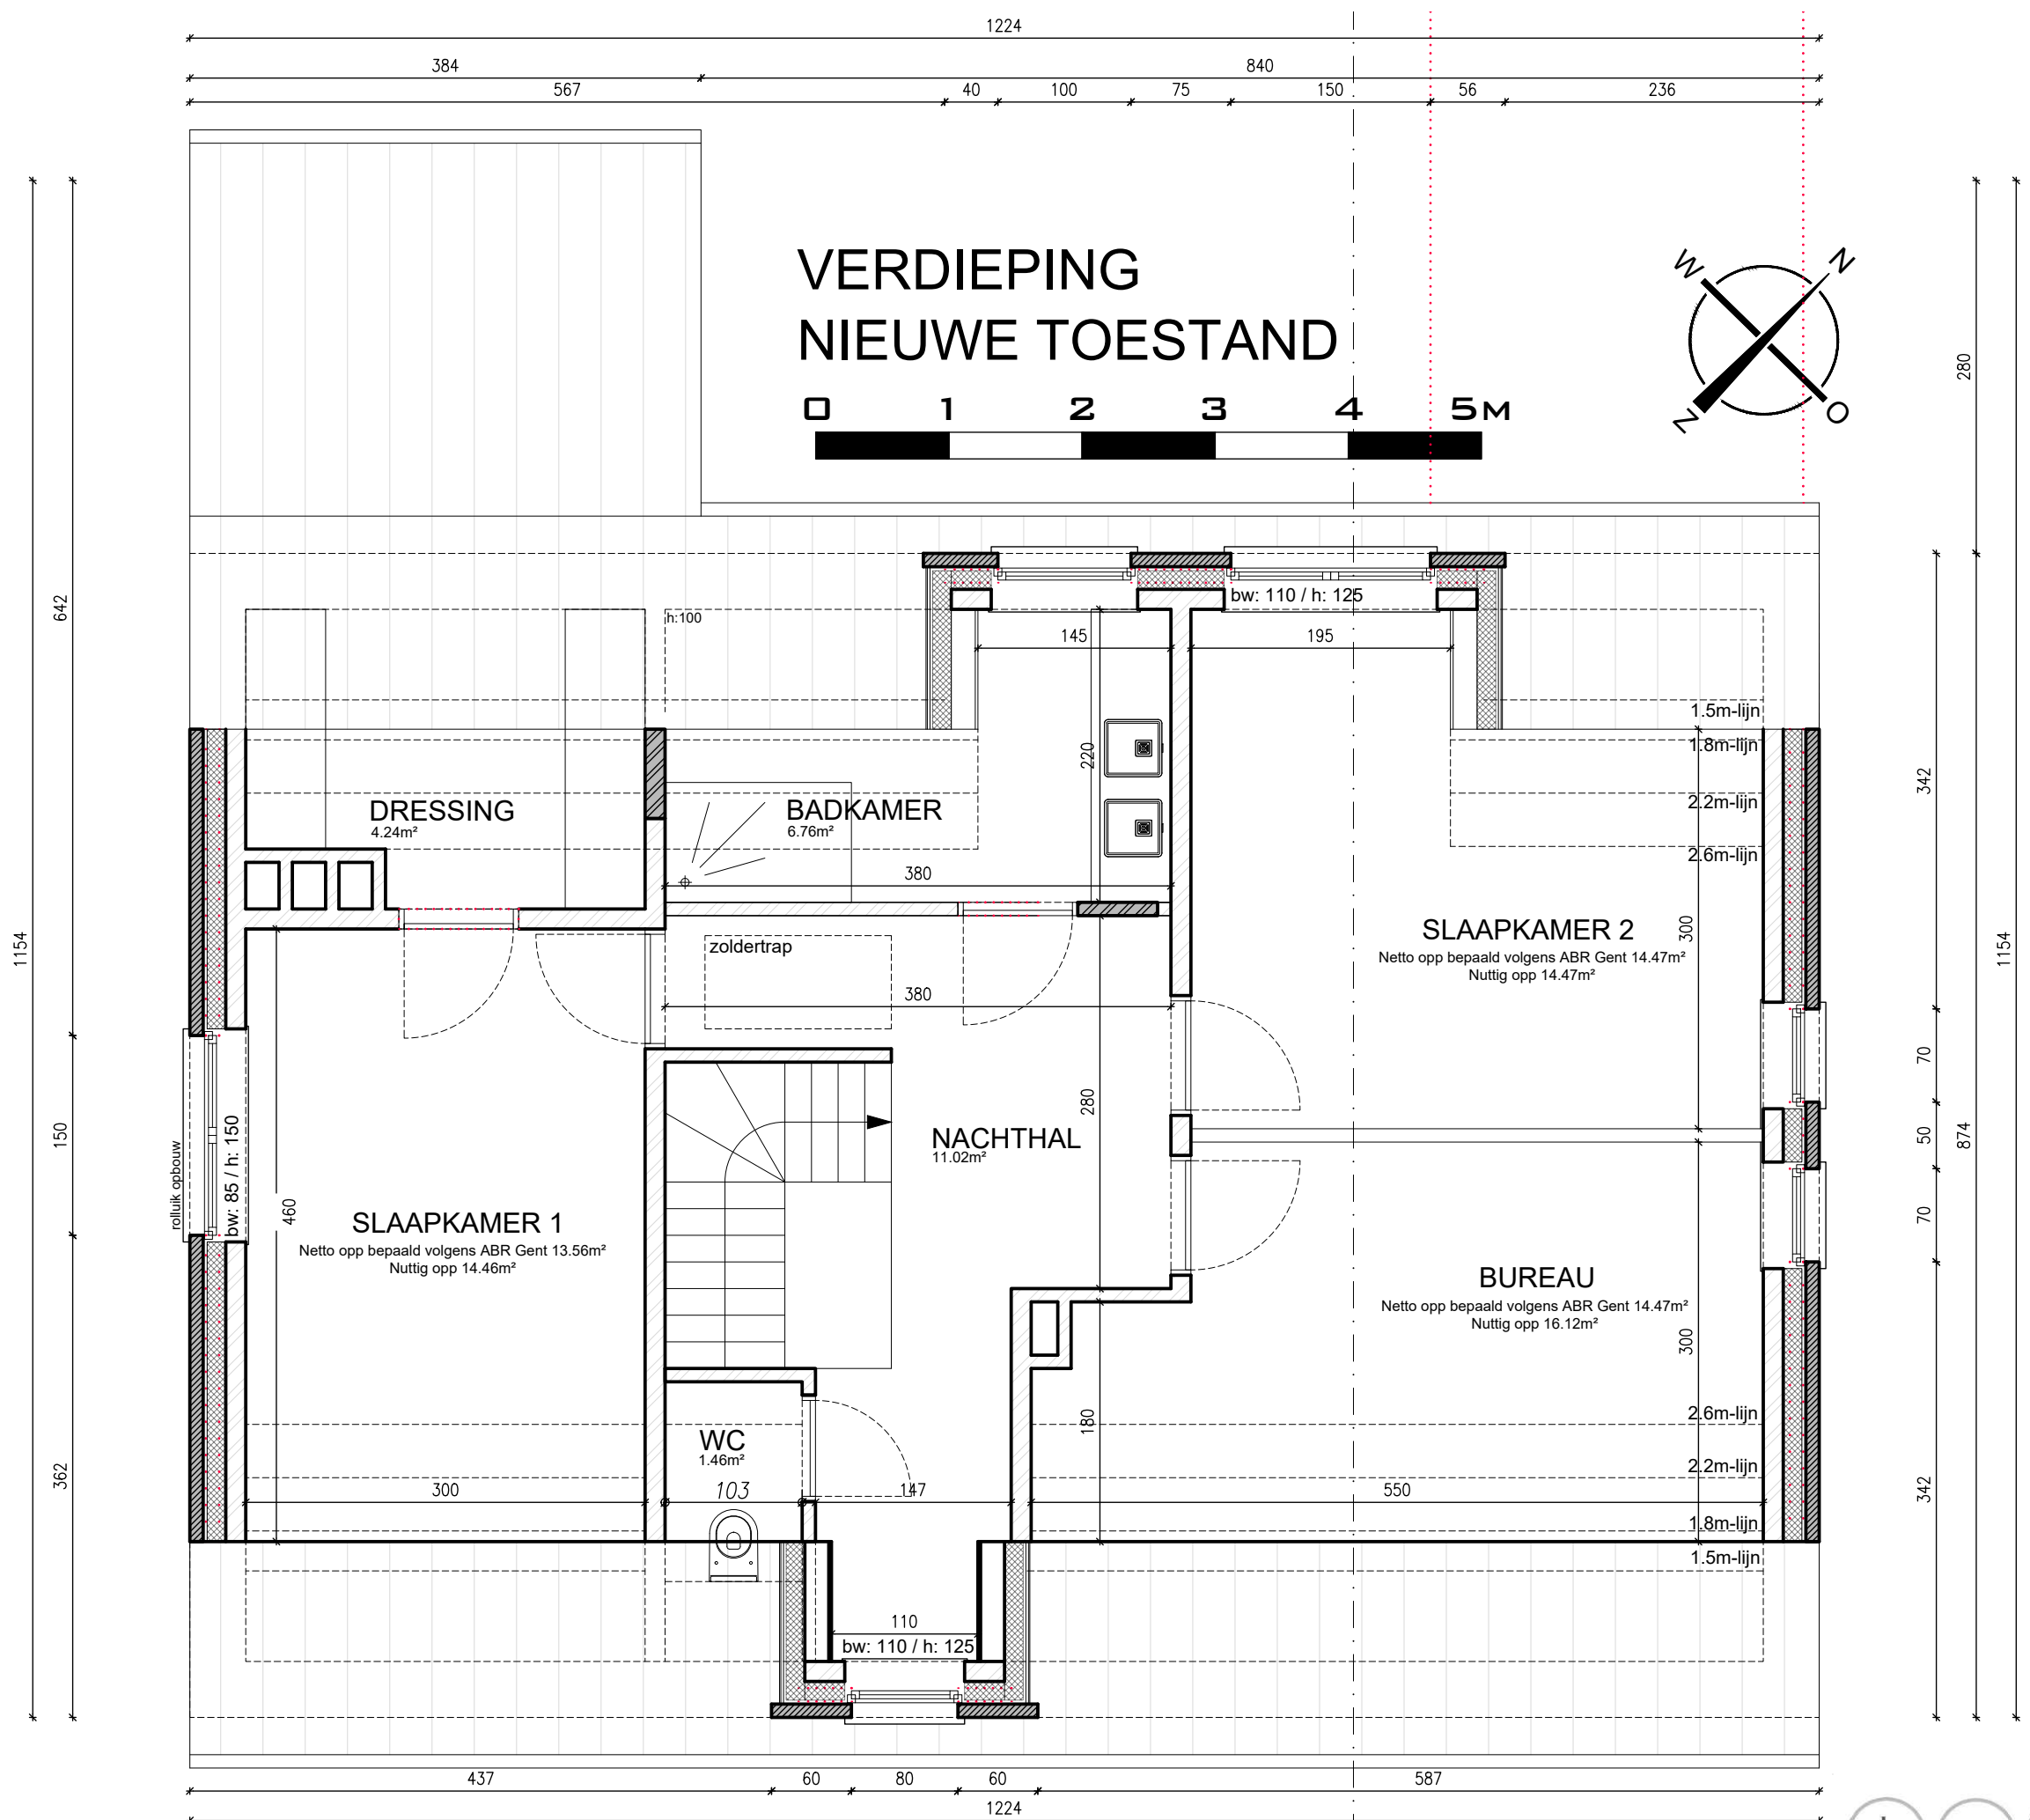 1224
384 840
567 40 100 75 150 56 236
VERDIEPING
NIEUWE TOESTAND
W N
Z O
0 1 2 3 4 5M
280
642
1154
150
362
342
70
50
70
342
874
1154
bw: 110 / h: 125
h:100
145 195
1.5m-lijn
1.8m-lijn
2.2m-lijn
2.6m-lijn
220
DRESSING
4.24m²
BADKAMER
6.76m²
380
zoldertrap
380
SLAAPKAMER 2
Netto opp bepaald volgens ABR Gent 14.47m²
Nuttig opp 14.47m²
300
280
NACHTHAL
11.02m²
rolluik opbouw
bw: 85 / h: 150
460
SLAAPKAMER 1
Netto opp bepaald volgens ABR Gent 13.56m²
Nuttig opp 14.46m²
BUREAU
Netto opp bepaald volgens ABR Gent 14.47m²
Nuttig opp 16.12m²
300
180
2.6m-lijn
2.2m-lijn
1.8m-lijn
1.5m-lijn
WC
1.46m²
300 103 147 550
110
bw: 110 / h: 125
437 60 80 60 587
1224